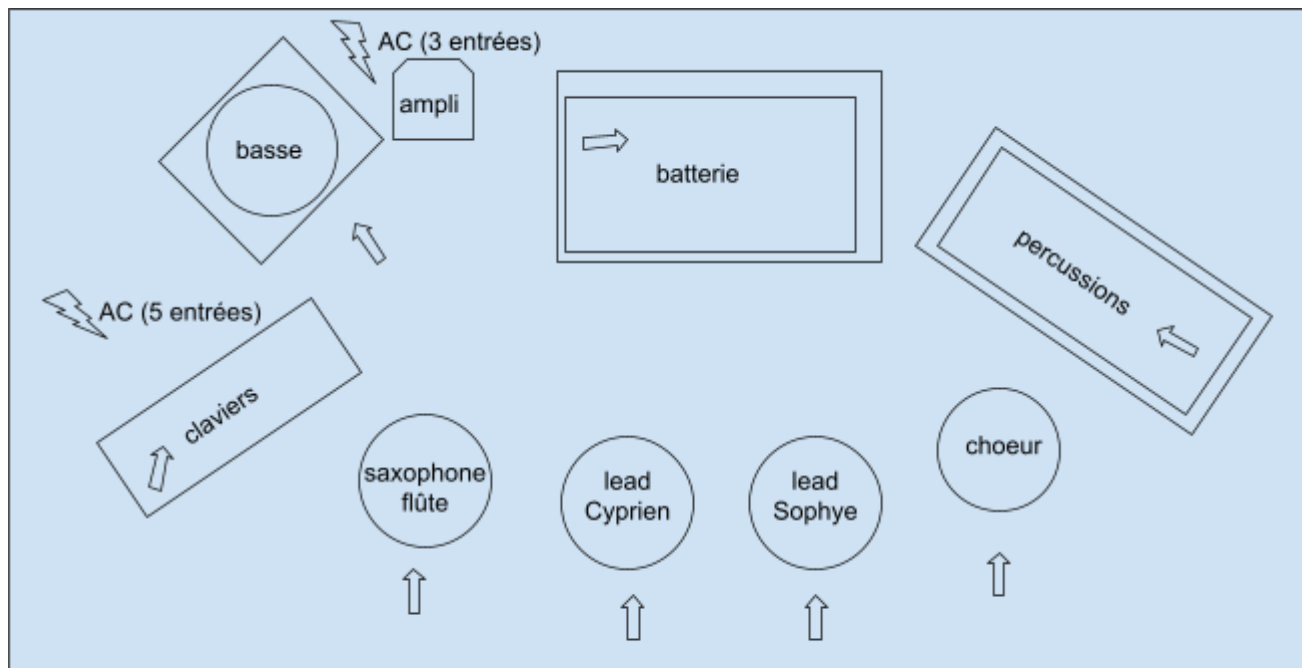 AC (3 entrées)
ampli
basse
batterie
percussions
AC (5 entrées)
claviers
saxophone
flûte
lead
Cyprien
lead
Sophye
choeur